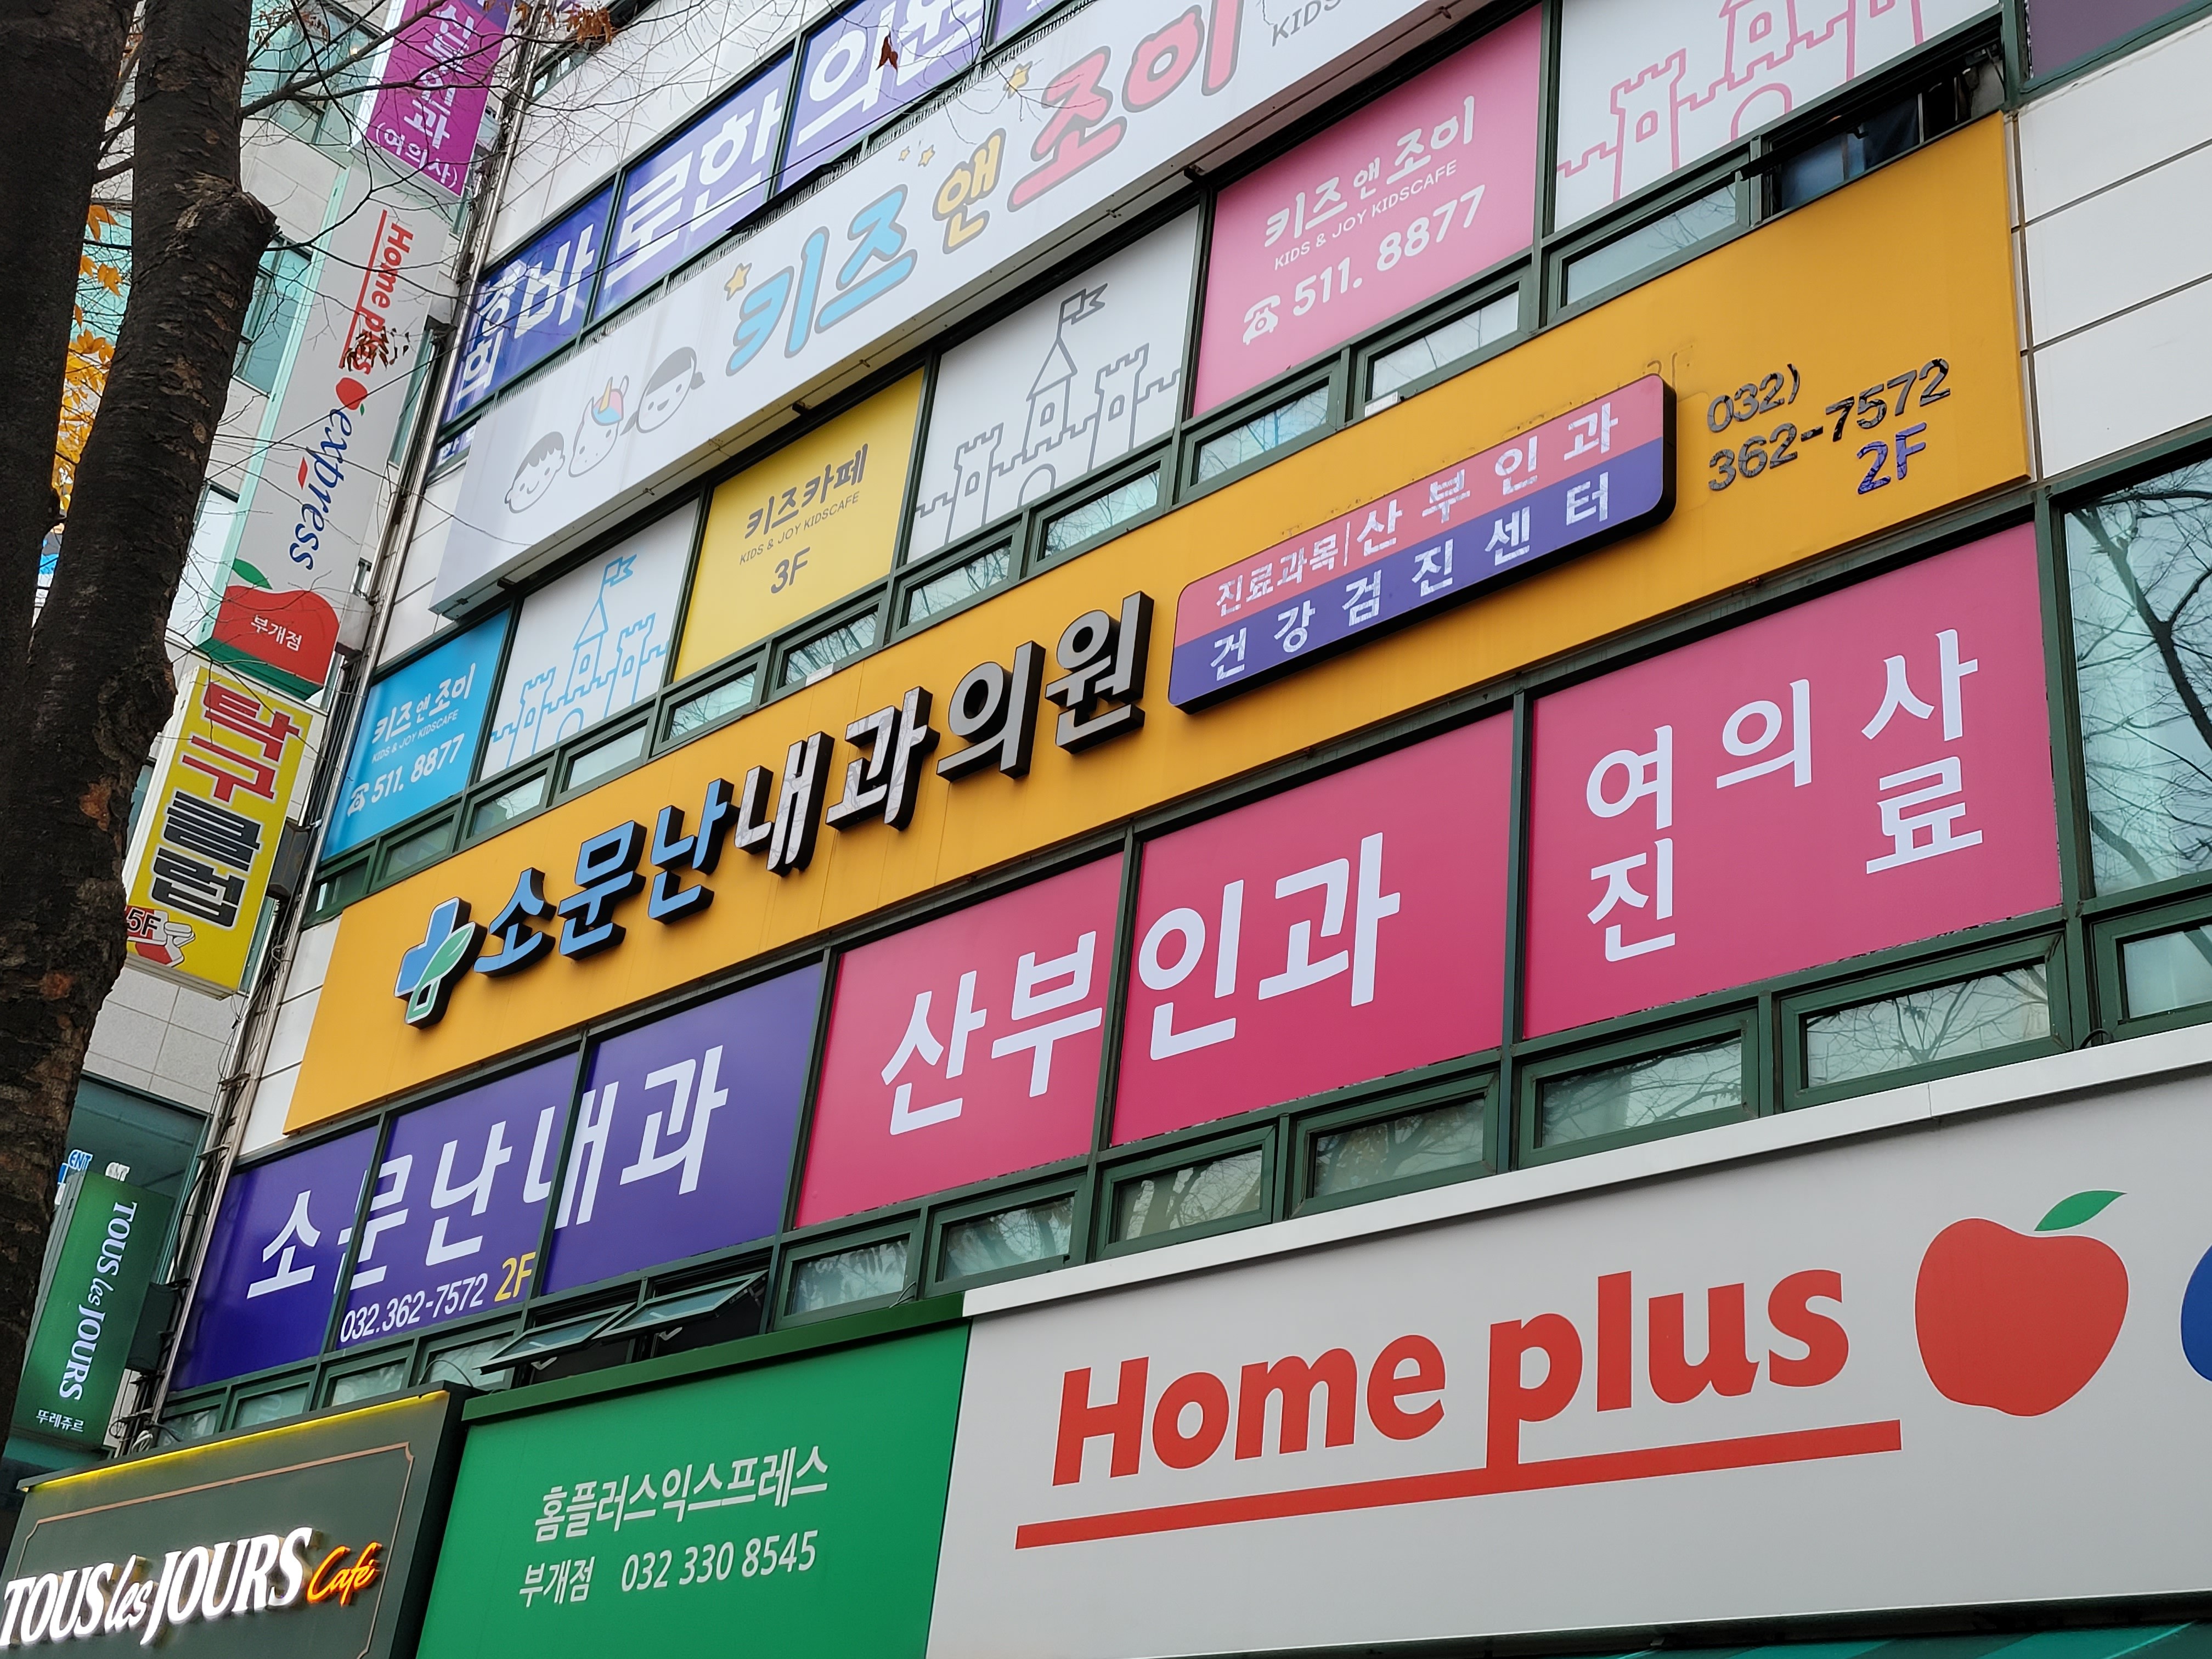 과
(여의사)
Home plus
express
부개점
탁구클럽
5F
ENT
TOUS les JOURS
뚜레쥬르
로한의원
키즈앤조이
KIDS
키즈앤조이
KIDS & JOY KIDSCAFE
511. 8877
키즈카페
KIDS & JOY KIDSCAFE
3F
키즈앤조이
KIDS & JOY KIDSCAFE
511. 8877
소문난내과의원
진료과목|산부인과
건강검진센터
032)
362-7572
2F
소문난내과
032.362-7572 2F
산부인과
여의사
진료
Home plus
홈플러스익스프레스
부개점 032 330 8545
TOUS les JOURS Café